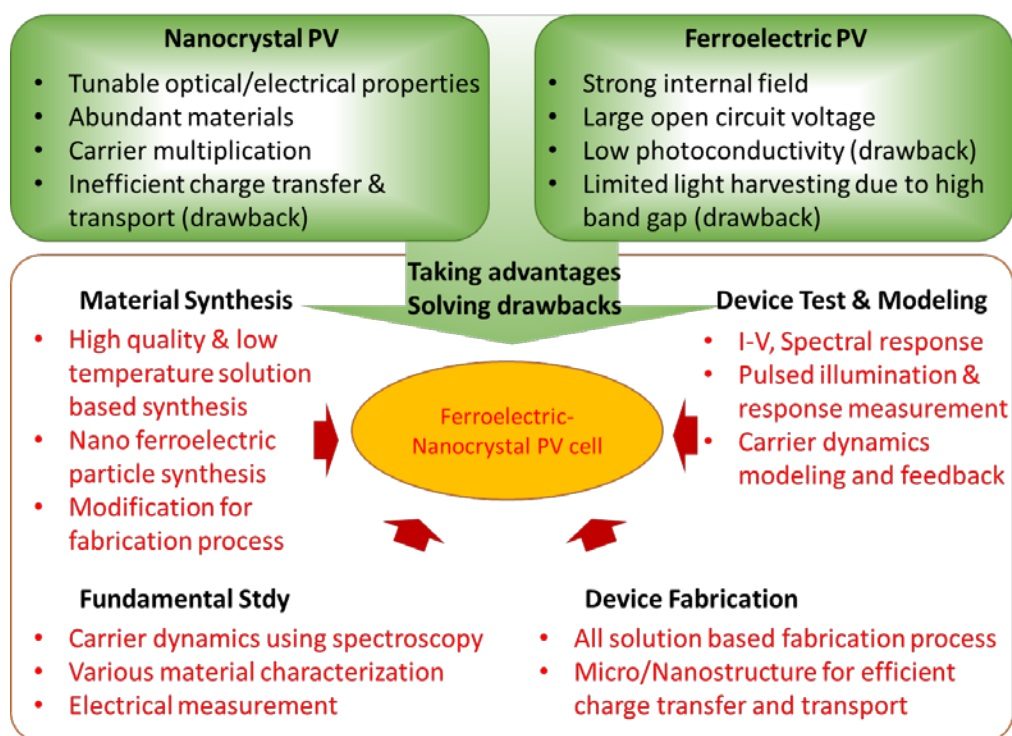 Nanocrystal PV
• Tunable optical/electrical properties
• Abundant materials
• Carrier multiplication
• Inefficient charge transfer &
transport (drawback)
Ferroelectric PV
• Strong internal field
• Large open circuit voltage
• Low photoconductivity (drawback)
• Limited light harvesting due to high
band gap (drawback)
Taking advantages
Solving drawbacks
Material Synthesis
• High quality & low
temperature solution
based synthesis
• Nano ferroelectric
particle synthesis
• Modification for
fabrication process
Device Test & Modeling
• I-V, Spectral response
• Pulsed illumination &
response measurement
• Carrier dynamics
modeling and feedback
Ferroelectric-
Nanocrystal PV cell
Fundamental Stdy
• Carrier dynamics using spectroscopy
• Various material characterization
• Electrical measurement
Device Fabrication
• All solution based fabrication process
• Micro/Nanostructure for efficient
charge transfer and transport